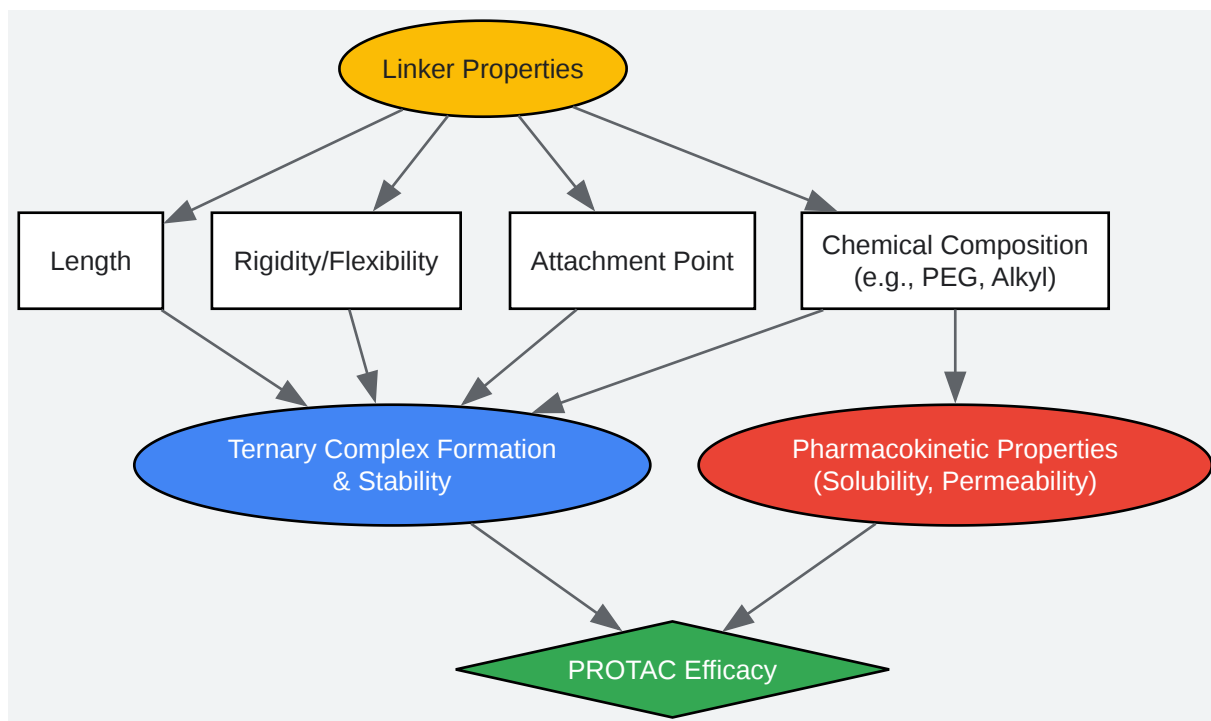 Linker Properties
Length
Rigidity/Flexibility
Attachment Point
Chemical Composition
(e.g., PEG, Alkyl)
Ternary Complex Formation
& Stability
Pharmacokinetic Properties
(Solubility, Permeability)
PROTAC Efficacy